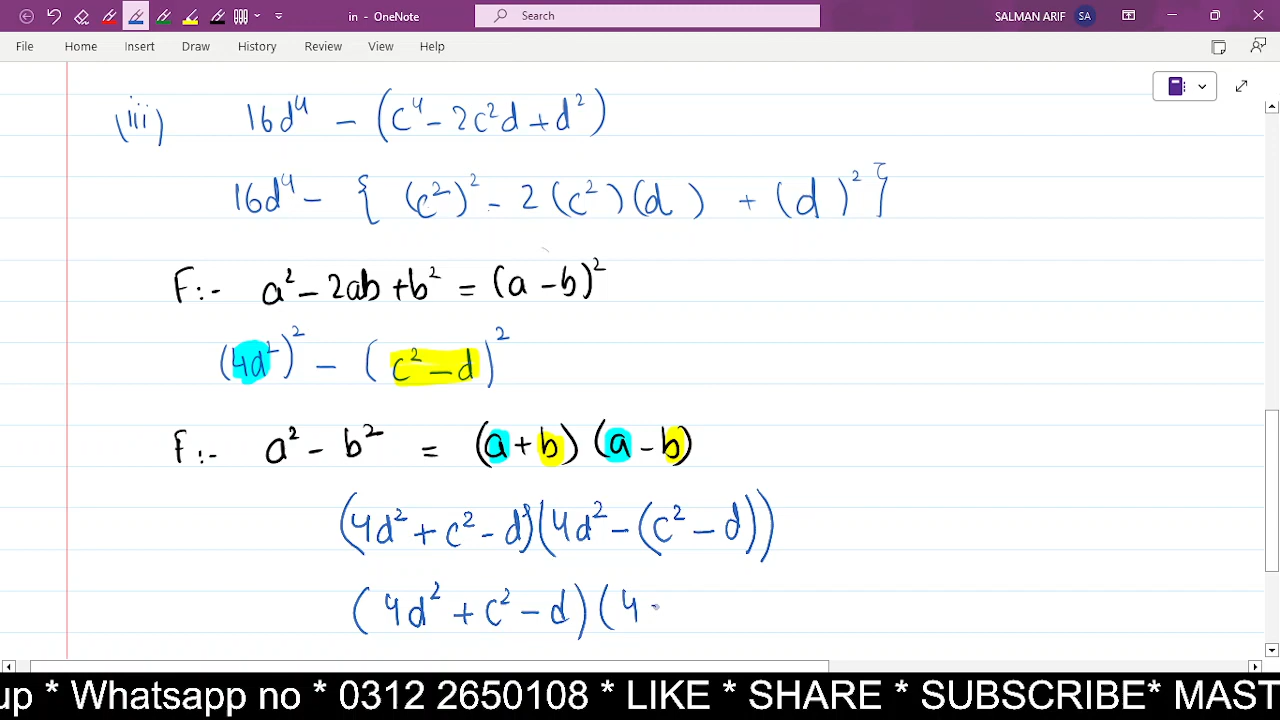 in - OneNote
Search
SALMAN ARIF
SA
File Home Insert Draw History Review View Help
(iii) 16d⁴ - (c⁴ - 2c²d + d²)
16d⁴ - { (c²)² - 2 (c²)(d) + (d)² }
F:- a² - 2ab + b² = (a - b)²
(4d²)² - (c² - d)²
F:- a² - b² = (a + b) (a - b)
(4d² + c² - d)(4d² - (c² - d))
(4d² + c² - d)(4
up * Whatsapp no * 0312 2650108 * LIKE * SHARE * SUBSCRIBE* MAST